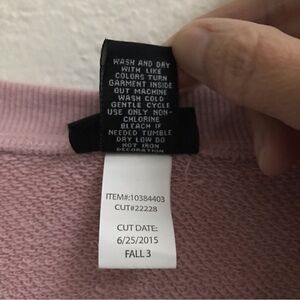 WASH AND DRY
WITH LIKE
COLORS TURN
GARMENT INSIDE
OUT MACHINE
WASH COLD
GENTLE CYCLE
USE ONLY NON-
CHLORINE
BLEACH IF
NEEDED TUMBLE
DRY LOW DO
NOT IRON
DECORATION
ITEM#:10384403
CUT#22228
CUT DATE:
6/25/2015
FALL 3